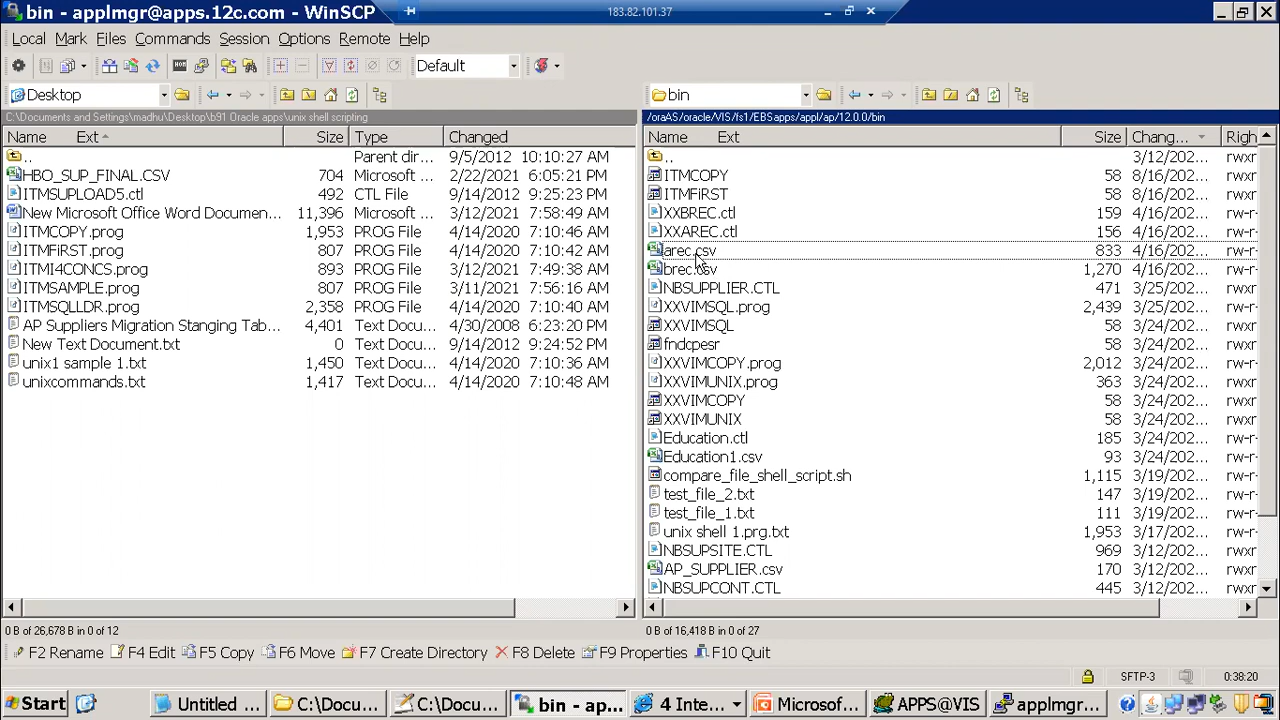 bin - applmgr@apps.12c.com - WinSCP
183.82.101.37
Local Mark Files Commands Session Options Remote Help
Default
Desktop
bin
C:\Documents and Settings\madhu\Desktop\b91 Oracle apps\unix shell scripting
/oraAS/oracle/VIS/fs1/EBSapps/appl/ap/12.0.0/bin
Name Ext Size Type Changed
.. Parent dir... 9/5/2012 10:10:27 AM
HBO_SUP_FINAL.CSV 704 Microsoft ... 2/22/2021 6:05:21 PM
ITMSUPLOAD5.ctl 492 CTL File 9/14/2012 9:25:23 PM
New Microsoft Office Word Documen... 11,396 Microsoft ... 3/12/2021 7:58:49 AM
ITMCOPY.prog 1,953 PROG File 4/14/2020 7:10:46 AM
ITMFiRST.prog 807 PROG File 4/14/2020 7:10:42 AM
ITMI4CONCS.prog 893 PROG File 3/12/2021 7:49:38 AM
ITMSAMPLE.prog 807 PROG File 3/11/2021 7:56:16 AM
ITMSQLLDR.prog 2,358 PROG File 4/14/2020 7:10:40 AM
AP Suppliers Migration Stanging Tab... 4,401 Text Docu... 4/30/2008 6:23:20 PM
New Text Document.txt 0 Text Docu... 9/14/2012 9:24:52 PM
unix1 sample 1.txt 1,450 Text Docu... 4/14/2020 7:10:36 AM
unixcommands.txt 1,417 Text Docu... 4/14/2020 7:10:48 AM
Name Ext Size Chang... Righ
.. 3/12/202... rwxr
ITMCOPY 58 8/16/202... rwxr
ITMFIRST 58 8/16/202... rwxr
XXBREC.ctl 159 4/16/202... rw-r-
XXAREC.ctl 156 4/16/202... rw-r-
arec.csv 833 4/16/202... rw-r-
brec.csv 1,270 4/16/202... rw-r-
NBSUPPLIER.CTL 471 3/25/202... rw-r-
XXVIMSQL.prog 2,439 3/25/202... rwxr
XXVIMSQL 58 3/24/202... rwxr
fndcpesr 58 3/24/202... rw-r-
XXVIMCOPY.prog 2,012 3/24/202... rwxr
XXVIMUNIX.prog 363 3/24/202... rwxr
XXVIMCOPY 58 3/24/202... rwxr
XXVIMUNIX 58 3/24/202... rwxr
Education.ctl 185 3/24/202... rw-r-
Education1.csv 93 3/24/202... rw-r-
compare_file_shell_script.sh 1,115 3/19/202... rw-r-
test_file_2.txt 147 3/19/202... rw-r-
test_file_1.txt 111 3/19/202... rw-r-
unix shell 1.prg.txt 1,953 3/17/202... rw-r-
NBSUPSITE.CTL 969 3/12/202... rwxr
AP_SUPPLIER.csv 170 3/12/202... rwxr
NBSUPCONT.CTL 445 3/12/202... rwxr
0 B of 26,678 B in 0 of 12
0 B of 16,418 B in 0 of 27
F2 Rename F4 Edit F5 Copy F6 Move F7 Create Directory F8 Delete F9 Properties F10 Quit
SFTP-3 0:38:20
Start Untitled ... C:\Docu... C:\Docu... bin - ap... 4 Inte... Microsof... APPS@VIS applmgr...